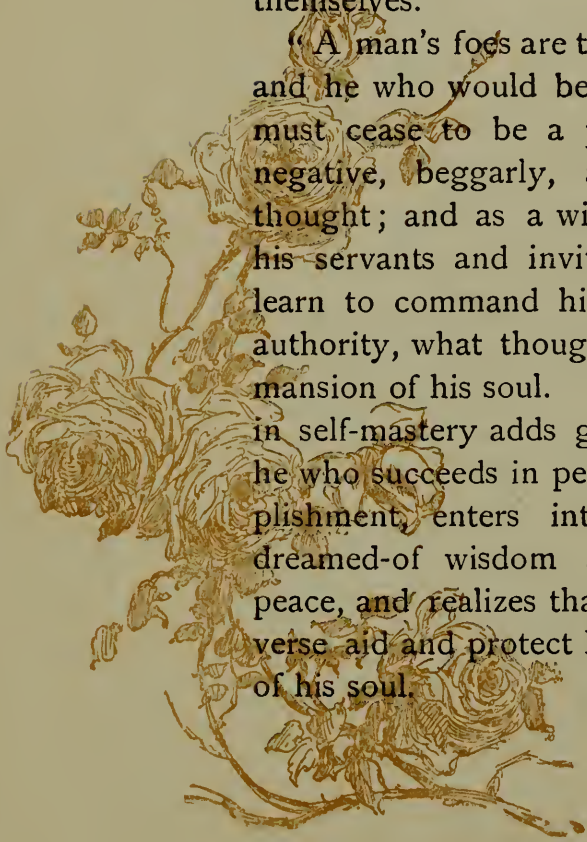 themselves.
“A man's foes are t
and he who would be
must cease to be a
negative, beggarly,
thought; and as a wi
his servants and invi
learn to command hi
authority, what thoug
mansion of his soul.
in self-mastery adds g
he who succeeds in pe
plishment, enters int
dreamed-of wisdom
peace, and realizes tha
verse aid and protect
of his soul.